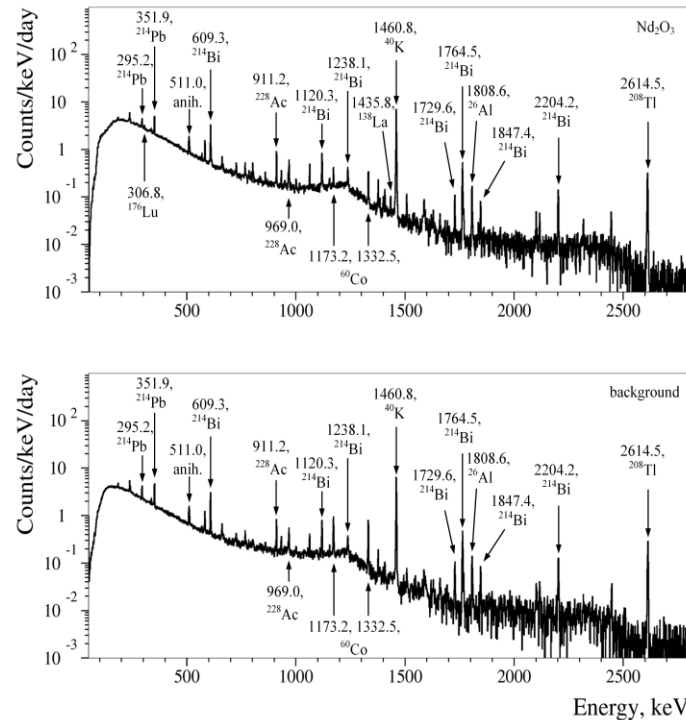 Nd₂O₃
Counts/keV/day
10²
10
1
10⁻¹
10⁻²
10⁻³
351.9,
²¹⁴Pb
295.2,
²¹⁴Pb
609.3,
²¹⁴Bi
511.0,
anih.
306.8,
¹⁷⁶Lu
911.2,
²²⁸Ac
969.0,
²²⁸Ac
1120.3,
²¹⁴Bi
1238.1,
²¹⁴Bi
1173.2,
⁶⁰Co
1332.5,
1435.8,
¹³⁸La
1460.8,
⁴⁰K
1729.6,
²¹⁴Bi
1764.5,
²¹⁴Bi
1808.6,
²⁶Al
1847.4,
²¹⁴Bi
2204.2,
²¹⁴Bi
2614.5,
²⁰⁸Tl
500 1000 1500 2000 2500
background
Counts/keV/day
10²
10
1
10⁻¹
10⁻²
10⁻³
351.9,
²¹⁴Pb
295.2,
²¹⁴Pb
609.3,
²¹⁴Bi
511.0,
anih.
911.2,
²²⁸Ac
969.0,
²²⁸Ac
1120.3,
²¹⁴Bi
1238.1,
²¹⁴Bi
1173.2,
⁶⁰Co
1332.5,
1460.8,
⁴⁰K
1729.6,
²¹⁴Bi
1764.5,
²¹⁴Bi
1808.6,
²⁶Al
1847.4,
²¹⁴Bi
2204.2,
²¹⁴Bi
2614.5,
²⁰⁸Tl
500 1000 1500 2000 2500
Energy, keV